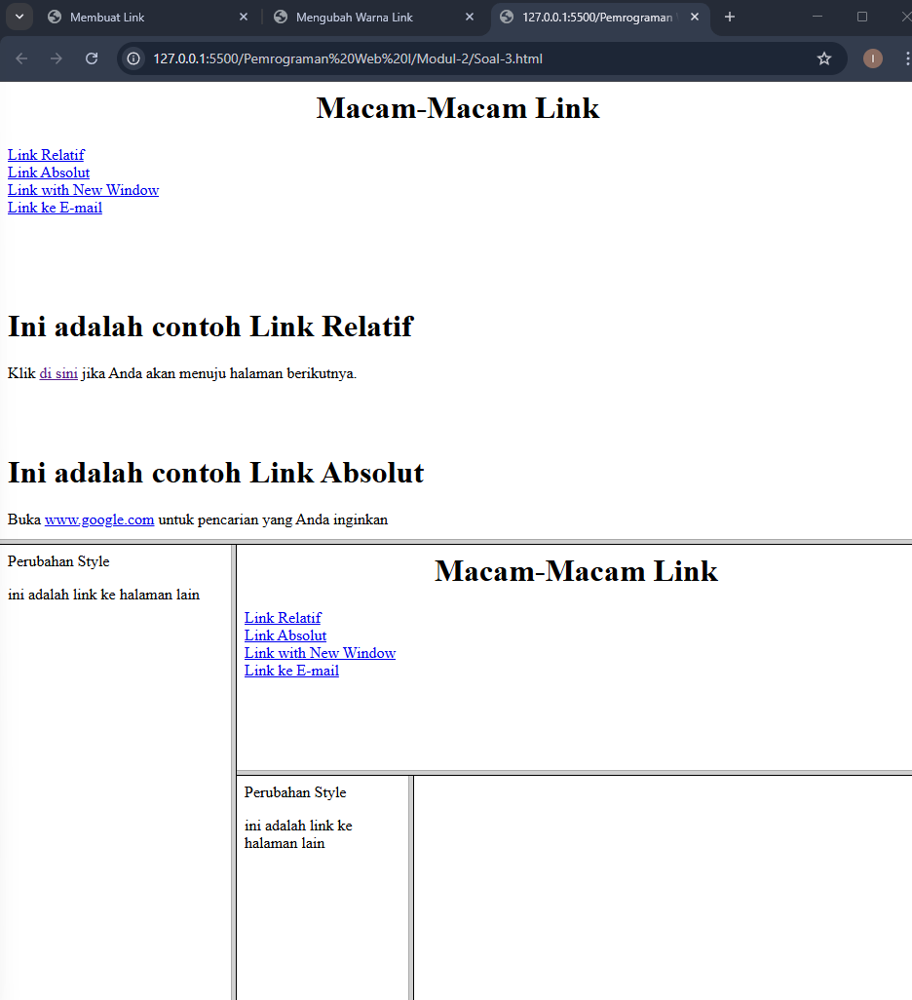 Membuat Link
Mengubah Warna Link
127.0.0.1:5500/Pemrograman
127.0.0.1:5500/Pemrograman%20Web%20I/Modul-2/Soal-3.html
I
Macam-Macam Link
Link Relatif
Link Absolut
Link with New Window
Link ke E-mail
Ini adalah contoh Link Relatif
Klik di sini jika Anda akan menuju halaman berikutnya.
Ini adalah contoh Link Absolut
Buka www.google.com untuk pencarian yang Anda inginkan
Perubahan Style
ini adalah link ke halaman lain
Macam-Macam Link
Link Relatif
Link Absolut
Link with New Window
Link ke E-mail
Perubahan Style
ini adalah link ke
halaman lain